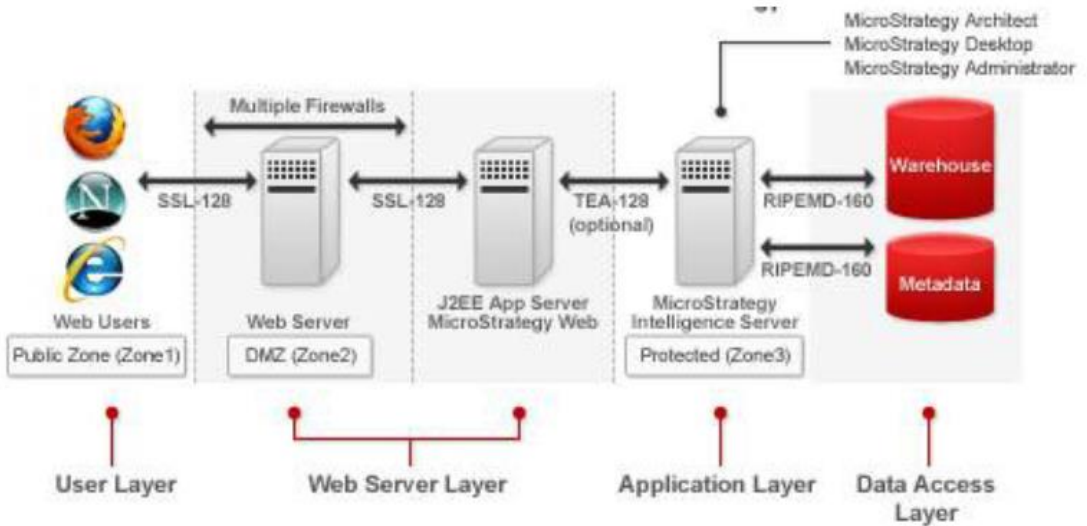 MicroStrategy Architect
MicroStrategy Desktop
MicroStrategy Administrator
Multiple Firewalls
Warehouse
SSL-128
SSL-128
TEA-128
(optional)
RIPEMD-160
RIPEMD-160
Metadata
Web Users
Public Zone (Zone1)
Web Server
DMZ (Zone2)
J2EE App Server
MicroStrategy Web
MicroStrategy
Intelligence Server
Protected (Zone3)
User Layer
Web Server Layer
Application Layer
Data Access
Layer